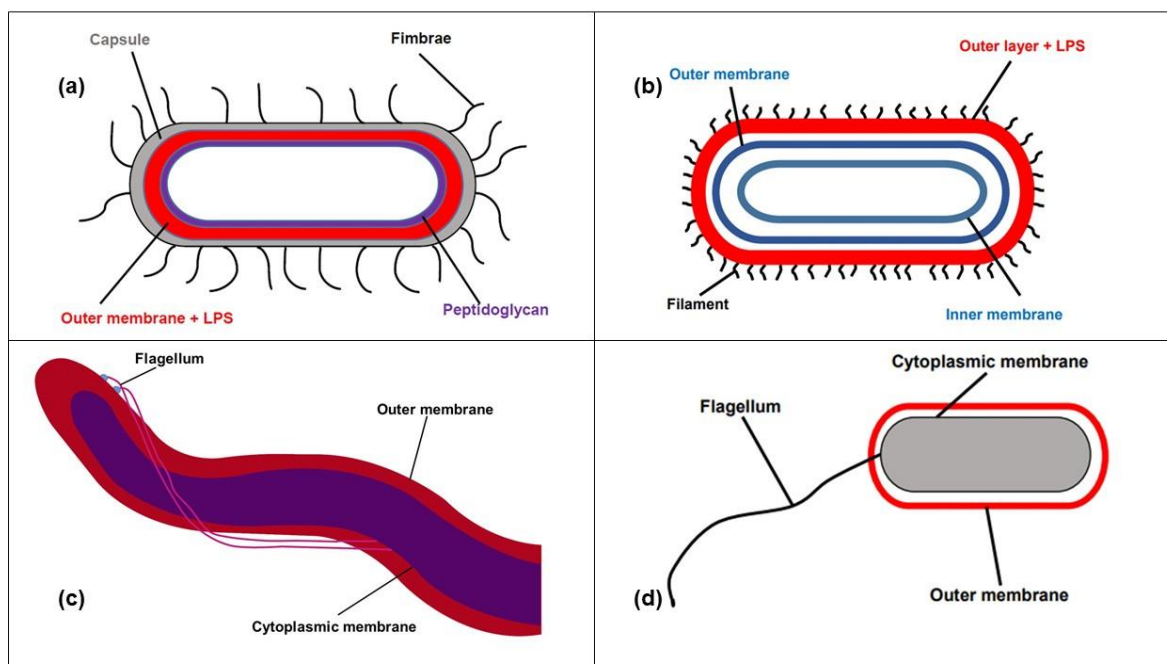 Capsule
Fimbrae
(a)
Outer membrane + LPS
Peptidoglycan
Outer layer + LPS
Outer membrane
(b)
Filament
Inner membrane
Flagellum
Outer membrane
(c)
Cytoplasmic membrane
Cytoplasmic membrane
Flagellum
(d)
Outer membrane